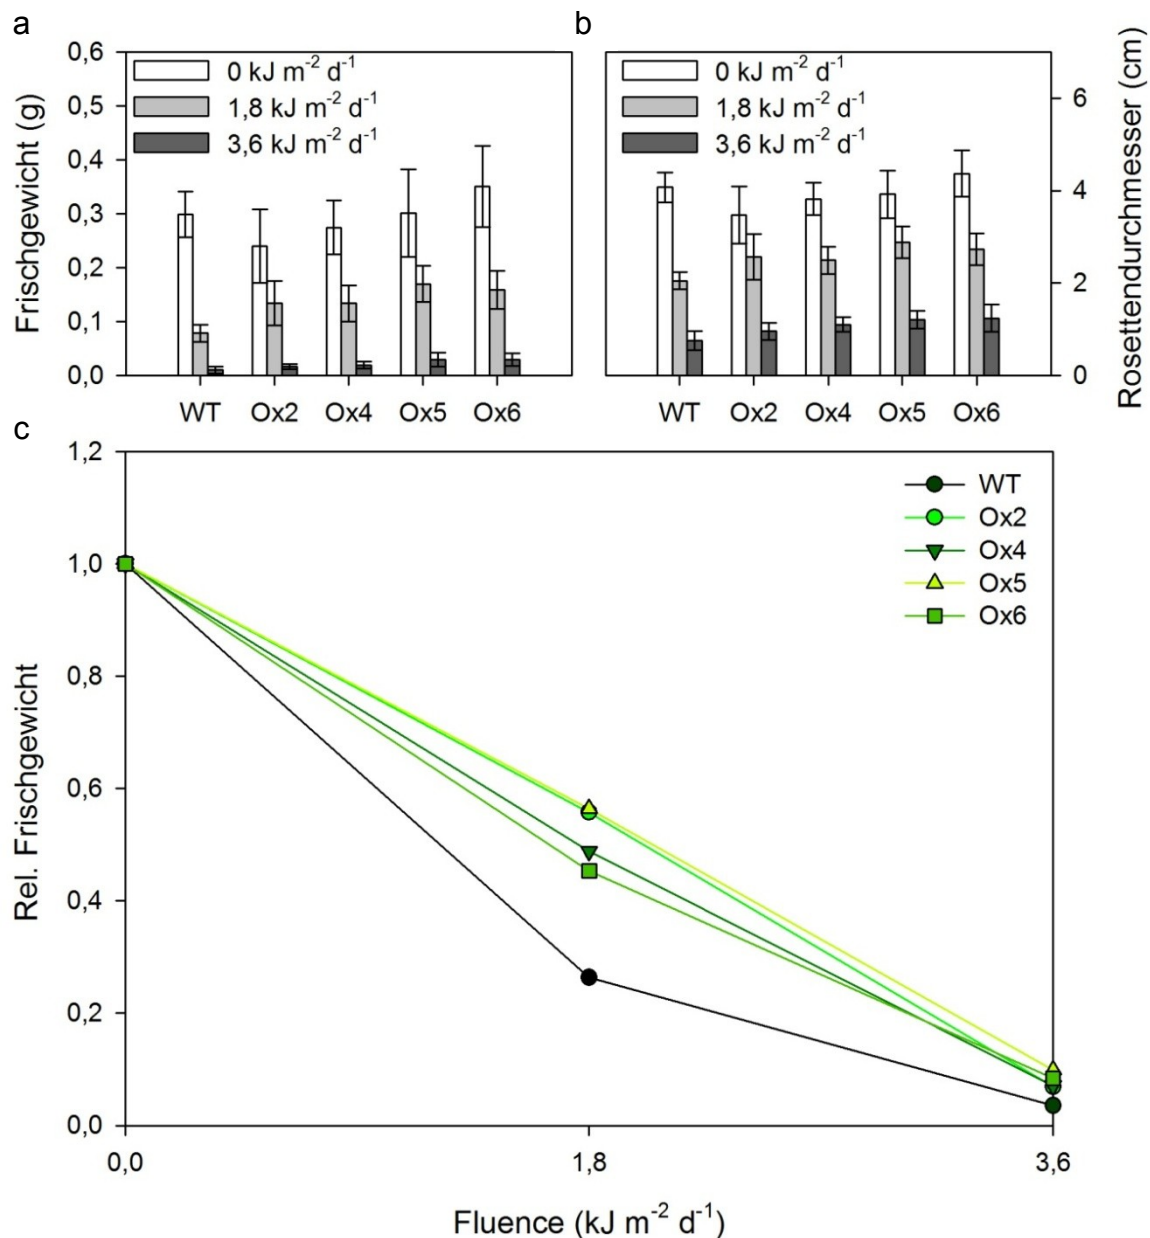 a
0,6
0,5
0,4
0,3
0,2
0,1
0,0
Frischgewicht (g)
0 kJ m⁻² d⁻¹
1,8 kJ m⁻² d⁻¹
3,6 kJ m⁻² d⁻¹
WT Ox2 Ox4 Ox5 Ox6
b
0 kJ m⁻² d⁻¹
1,8 kJ m⁻² d⁻¹
3,6 kJ m⁻² d⁻¹
6
4
2
0
Rosettendurchmesser (cm)
WT Ox2 Ox4 Ox5 Ox6
c
1,2
1,0
0,8
0,6
0,4
0,2
0,0
Rel. Frischgewicht
WT
Ox2
Ox4
Ox5
Ox6
0,0 1,8 3,6
Fluence (kJ m⁻² d⁻¹)